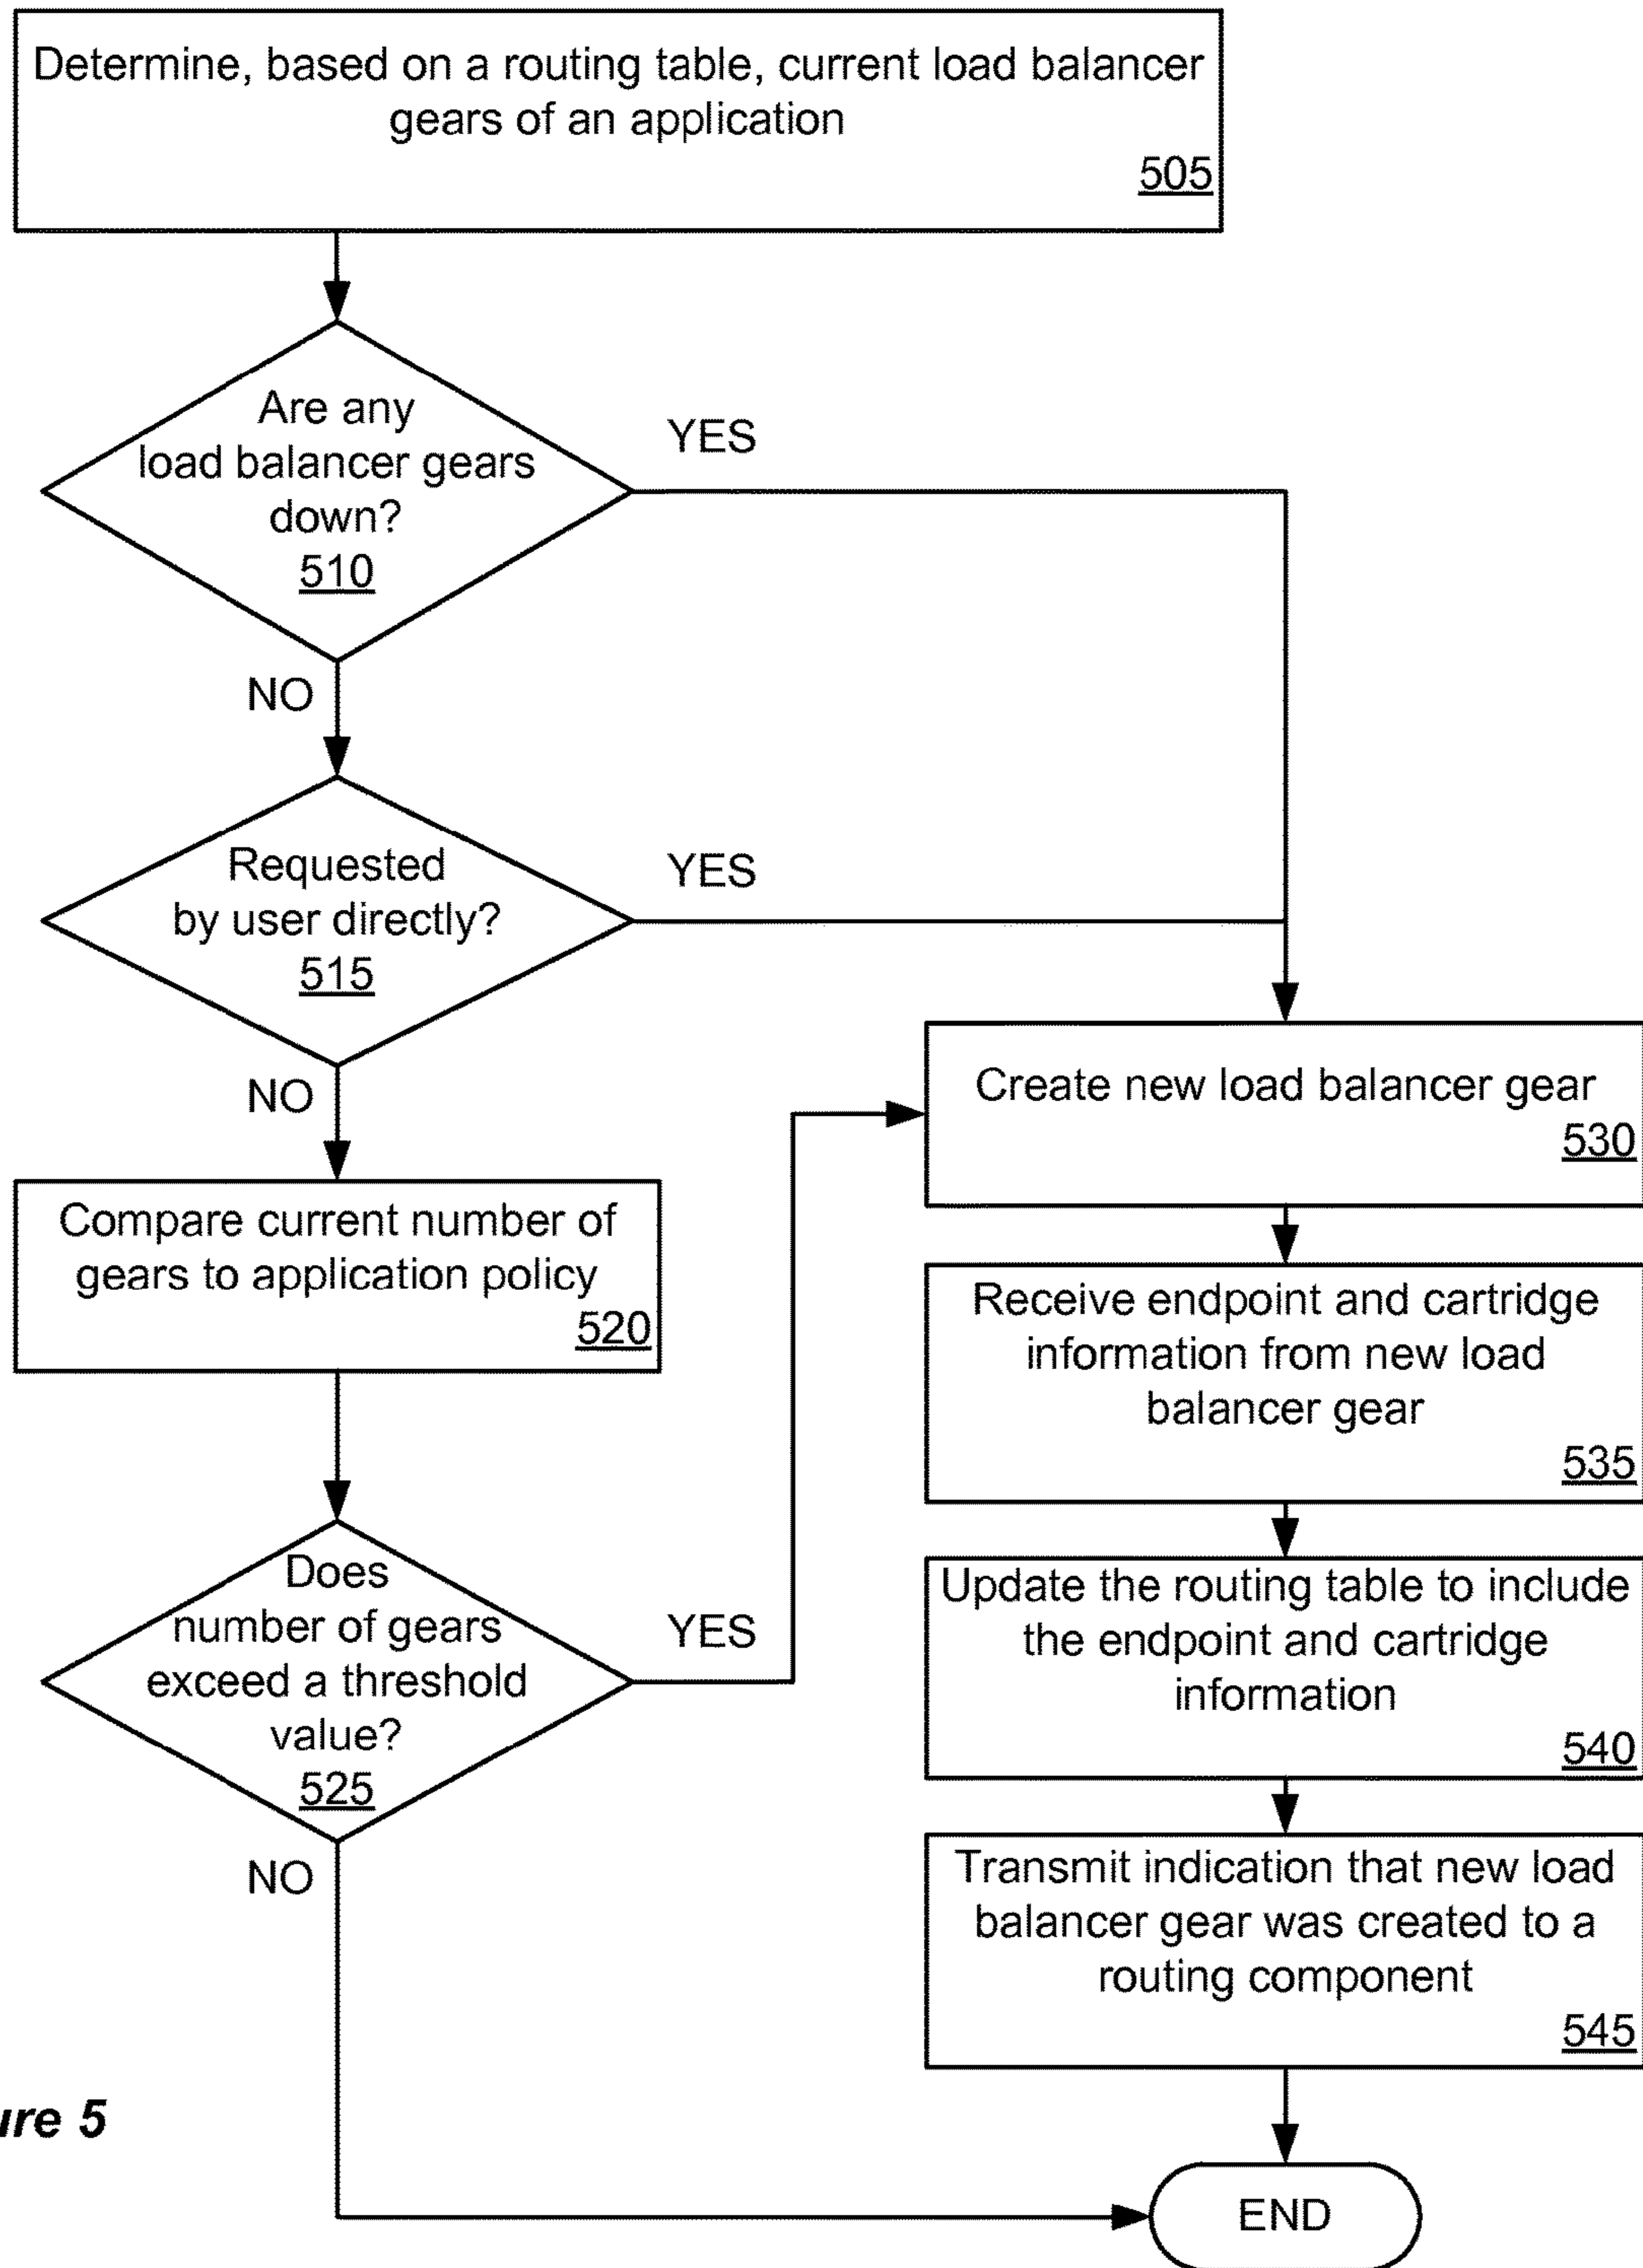 Determine, based on a routing table, current load balancer
gears of an application
505
Are any
load balancer gears
down?
510
YES
NO
Requested
by user directly?
515
YES
NO
Compare current number of
gears to application policy
520
Does
number of gears
exceed a threshold
value?
525
YES
NO
Create new load balancer gear
530
Receive endpoint and cartridge
information from new load
balancer gear
535
Update the routing table to include
the endpoint and cartridge
information
540
Transmit indication that new load
balancer gear was created to a
routing component
545
ure 5
END